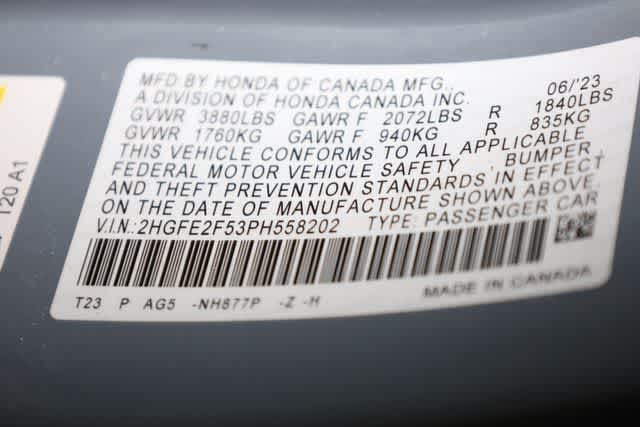 MFD BY HONDA OF CANADA MFG., 06/'23
A DIVISION OF HONDA CANADA INC.
GVWR 3880LBS GAWR F 2072LBS R 1840LBS
GVWR 1760KG GAWR F 940KG R 835KG
THIS VEHICLE CONFORMS TO ALL APPLICABLE
FEDERAL MOTOR VEHICLE SAFETY, BUMPER,
AND THEFT PREVENTION STANDARDS IN EFFECT
ON THE DATE OF MANUFACTURE SHOWN ABOVE.
V.I.N.:2HGFE2F53PH558202 TYPE: PASSENGER CAR
T23 P AG5 -NH877P -Z -H MADE IN CANADA
T20 A1